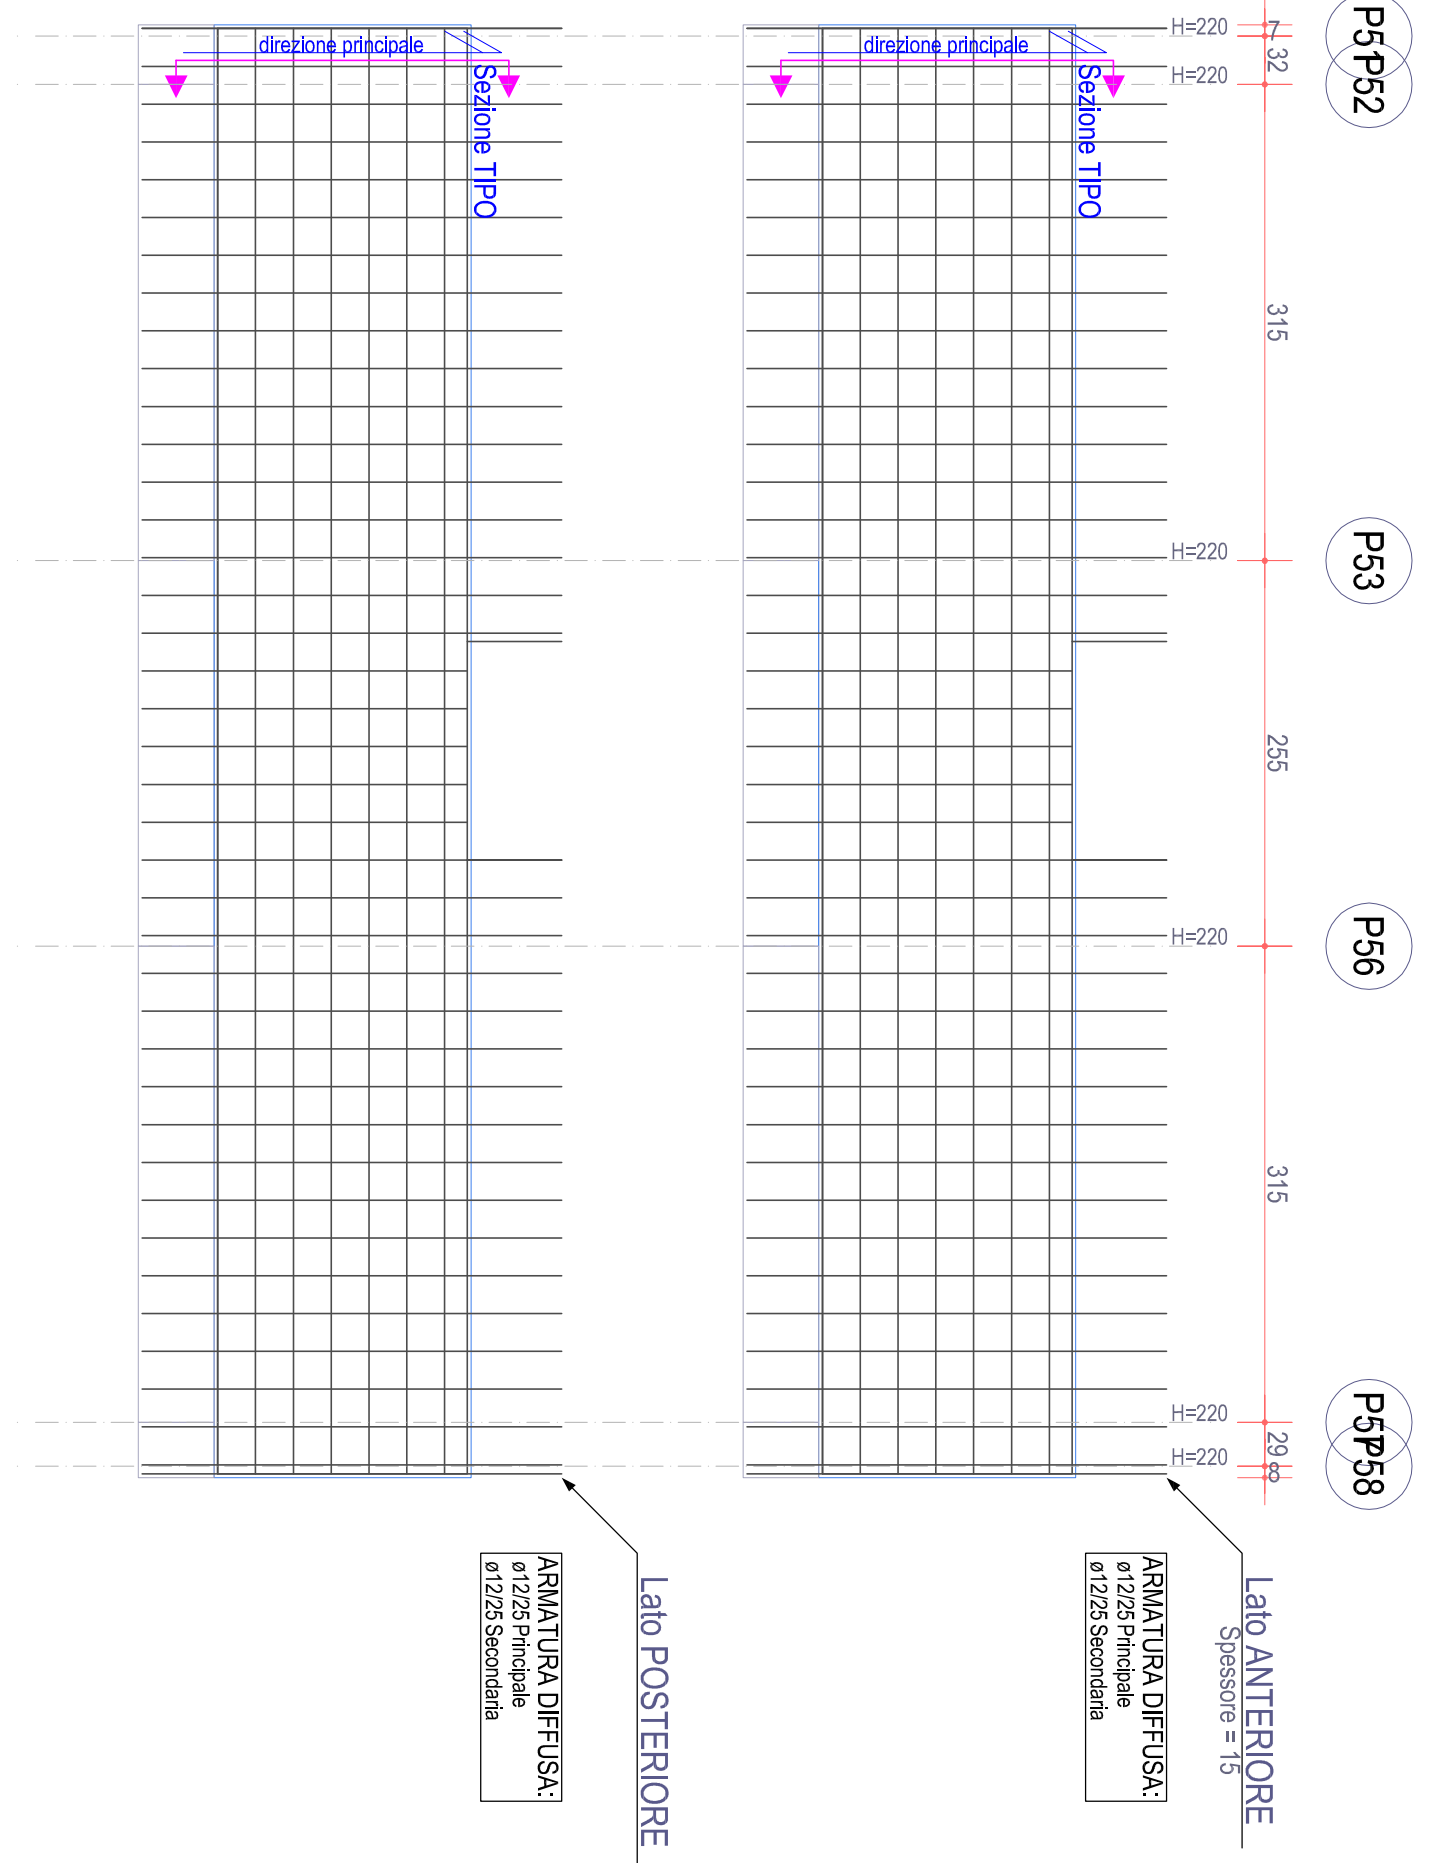 P51
P52
P53
P56
P57
P58
7
32
315
255
315
29
8
H=220
H=220
H=220
H=220
H=220
H=220
direzione principale
Sezione TIPO
Lato ANTERIORE
Spessore = 15
ARMATURA DIFFUSA:
ø12/25 Principale
ø12/25 Secondaria
direzione principale
Sezione TIPO
Lato POSTERIORE
ARMATURA DIFFUSA:
ø12/25 Principale
ø12/25 Secondaria